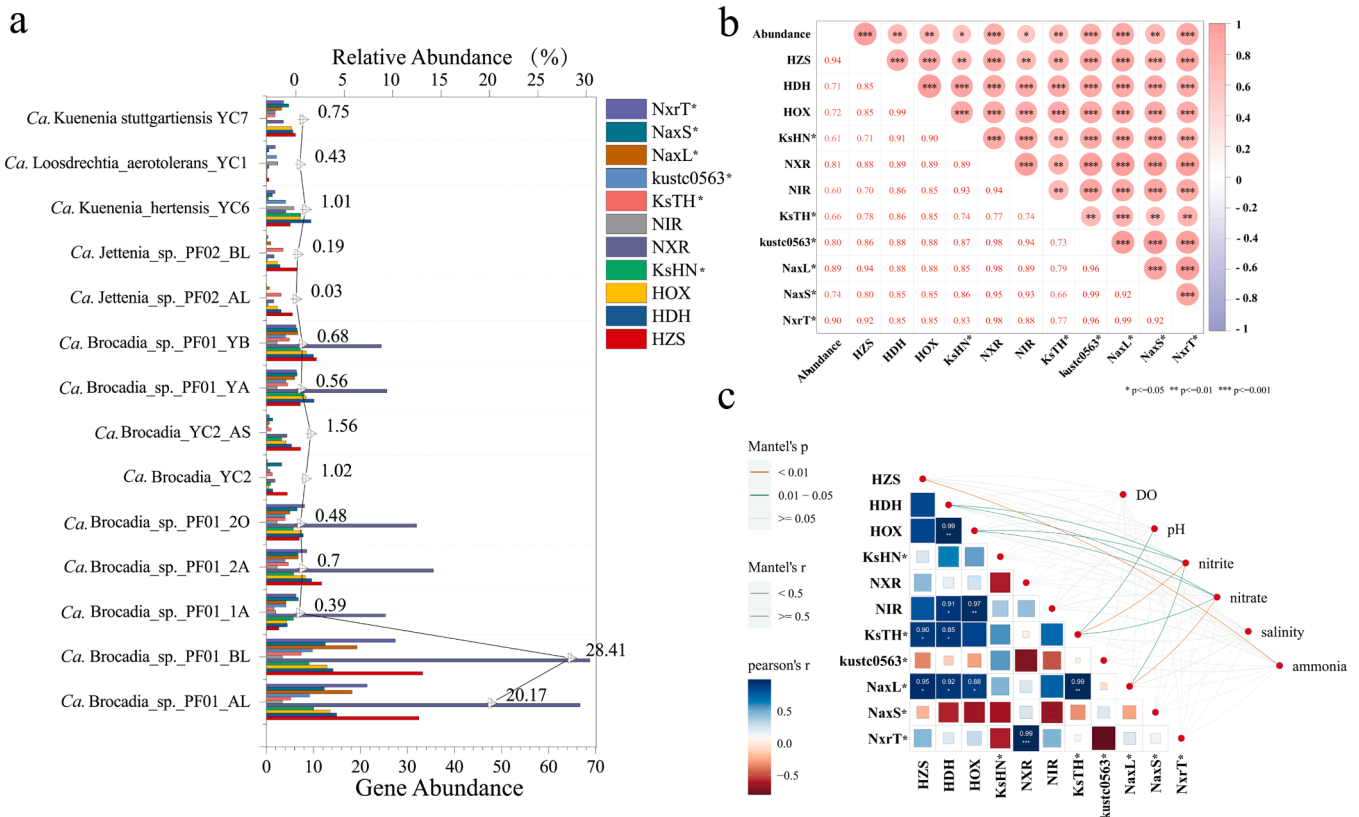 a
Relative Abundance (%)
0 5 10 15 20 25 30
Ca. Kuenenia stuttgartiensis YC7
0.75
Ca. Loosdrechtia_aerotolerans_YC1
0.43
Ca. Kuenenia_hertensis_YC6
1.01
Ca. Jettenia_sp._PF02_BL
0.19
Ca. Jettenia_sp._PF02_AL
0.03
Ca. Brocadia_sp._PF01_YB
0.68
Ca. Brocadia_sp._PF01_YA
0.56
Ca. Brocadia_YC2_AS
1.56
Ca. Brocadia_YC2
1.02
Ca. Brocadia_sp._PF01_2O
0.48
Ca. Brocadia_sp._PF01_2A
0.7
Ca. Brocadia_sp._PF01_1A
0.39
Ca. Brocadia_sp._PF01_BL
28.41
Ca. Brocadia_sp._PF01_AL
20.17
0 10 20 30 40 50 60 70
Gene Abundance
NxrT*
NaxS*
NaxL*
kustc0563*
KsTH*
NIR
NXR
KsHN*
HOX
HDH
HZS
b
Abundance *** ** ** * *** * ** *** *** ** ***
HZS 0.94 *** *** ** *** ** ** *** *** *** ***
HDH 0.71 0.85 *** *** *** *** *** *** *** *** ***
HOX 0.72 0.85 0.99 *** *** *** *** *** *** *** ***
KsHN* 0.61 0.71 0.91 0.90 *** *** ** *** *** *** ***
NXR 0.81 0.88 0.89 0.89 0.89 *** ** *** *** *** ***
NIR 0.60 0.70 0.86 0.85 0.93 0.94 ** *** *** *** ***
KsTH* 0.66 0.78 0.86 0.85 0.74 0.77 0.74 ** *** ** **
kustc0563* 0.80 0.86 0.88 0.88 0.87 0.98 0.94 0.73 *** *** ***
NaxL* 0.89 0.94 0.88 0.88 0.85 0.98 0.89 0.79 0.96 *** ***
NaxS* 0.74 0.80 0.85 0.85 0.86 0.95 0.93 0.66 0.99 0.92 ***
NxrT* 0.90 0.92 0.85 0.85 0.83 0.98 0.88 0.77 0.96 0.99 0.92
Abundance HZS HDH HOX KsHN* NXR NIR KsTH* kustc0563* NaxL* NaxS* NxrT*
1
0.8
0.6
0.4
0.2
0
- 0.2
- 0.4
- 0.6
- 0.8
- 1
* p<=0.05 ** p<=0.01 *** p<=0.001
c
Mantel's p
< 0.01
0.01 − 0.05
>= 0.05
Mantel's r
< 0.5
>= 0.5
pearson's r
1.0
0.5
0.0
−0.5
HZS
HDH
HOX 0.99 **
KsHN*
NXR
NIR 0.91 * 0.97 **
KsTH* 0.90 * 0.85 *
kustc0563*
NaxL* 0.95 * 0.92 * 0.88 * 0.99 **
NaxS*
NxrT* 0.99 ***
HZS HDH HOX KsHN* NXR NIR KsTH* kustc0563* NaxL* NaxS* NxrT*
DO
pH
nitrite
nitrate
salinity
ammonia